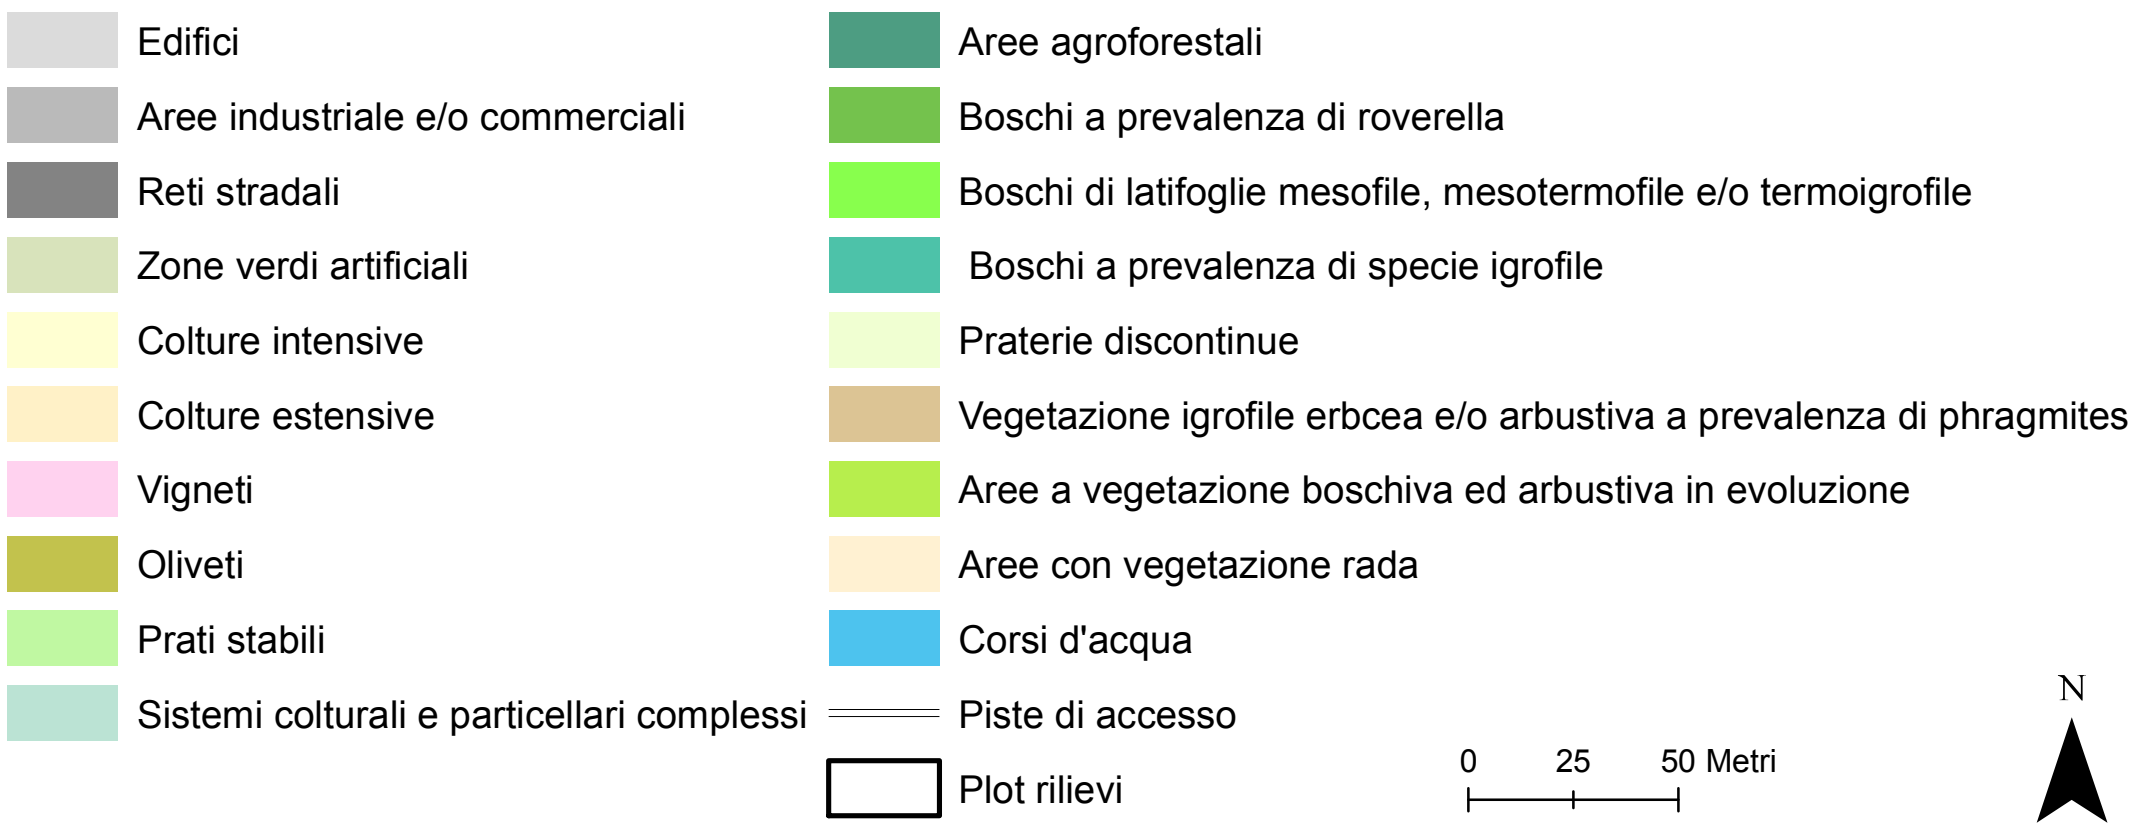 Edifici
Aree industriale e/o commerciali
Reti stradali
Zone verdi artificiali
Colture intensive
Colture estensive
Vigneti
Oliveti
Prati stabili
Sistemi colturali e particellari complessi
Aree agroforestali
Boschi a prevalenza di roverella
Boschi di latifoglie mesofile, mesotermofile e/o termoigrofile
Boschi a prevalenza di specie igrofile
Praterie discontinue
Vegetazione igrofile erbcea e/o arbustiva a prevalenza di phragmites
Aree a vegetazione boschiva ed arbustiva in evoluzione
Aree con vegetazione rada
Corsi d'acqua
Piste di accesso
Plot rilievi
0 25 50 Metri
N